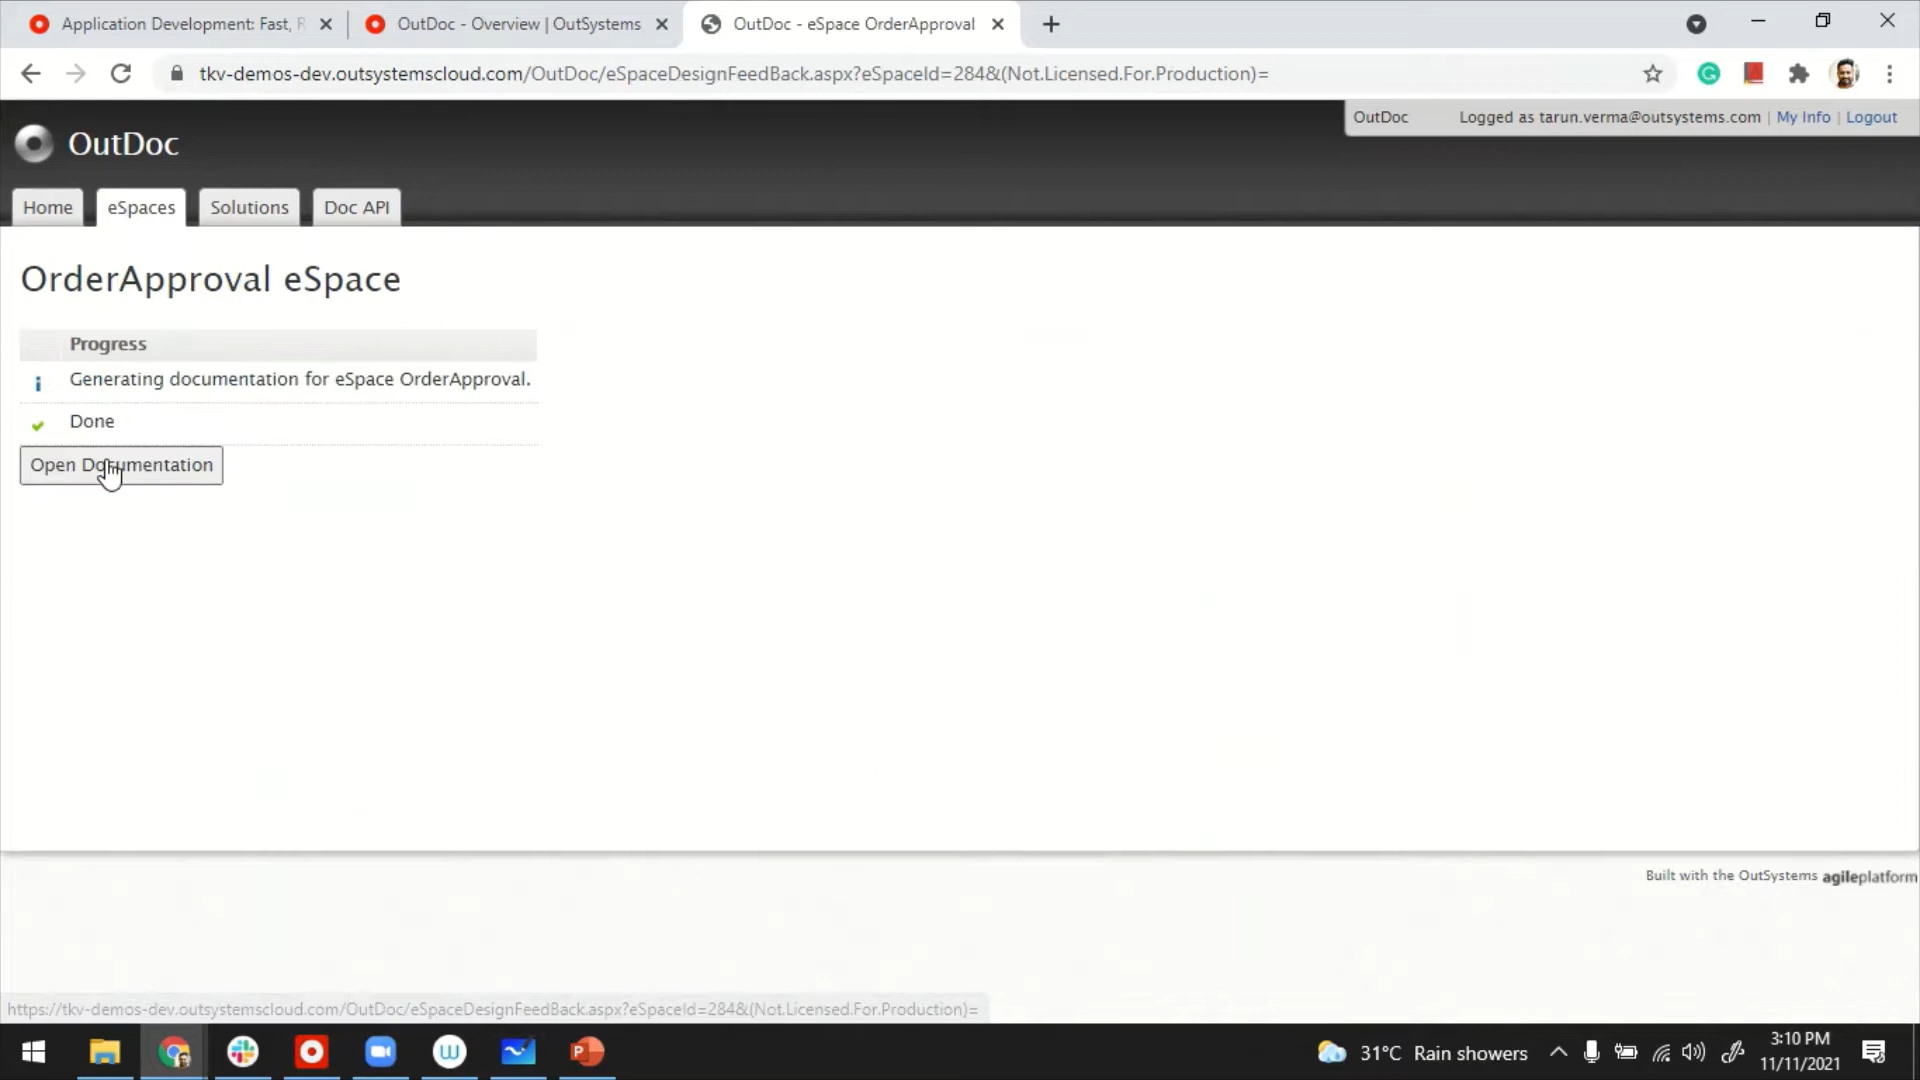 Application Development: Fast, R
OutDoc - Overview | OutSystems
OutDoc - eSpace OrderApproval
tkv-demos-dev.outsystemscloud.com/OutDoc/eSpaceDesignFeedBack.aspx?eSpaceId=284&(Not.Licensed.For.Production)=
OutDoc
OutDoc Logged as tarun.verma@outsystems.com | My Info | Logout
Home eSpaces Solutions Doc API
OrderApproval eSpace
Progress
Generating documentation for eSpace OrderApproval.
Done
Open Documentation
Built with the OutSystems agileplatform
https://tkv-demos-dev.outsystemscloud.com/OutDoc/eSpaceDesignFeedBack.aspx?eSpaceId=284&(Not.Licensed.For.Production)=
31°C Rain showers
3:10 PM
11/11/2021